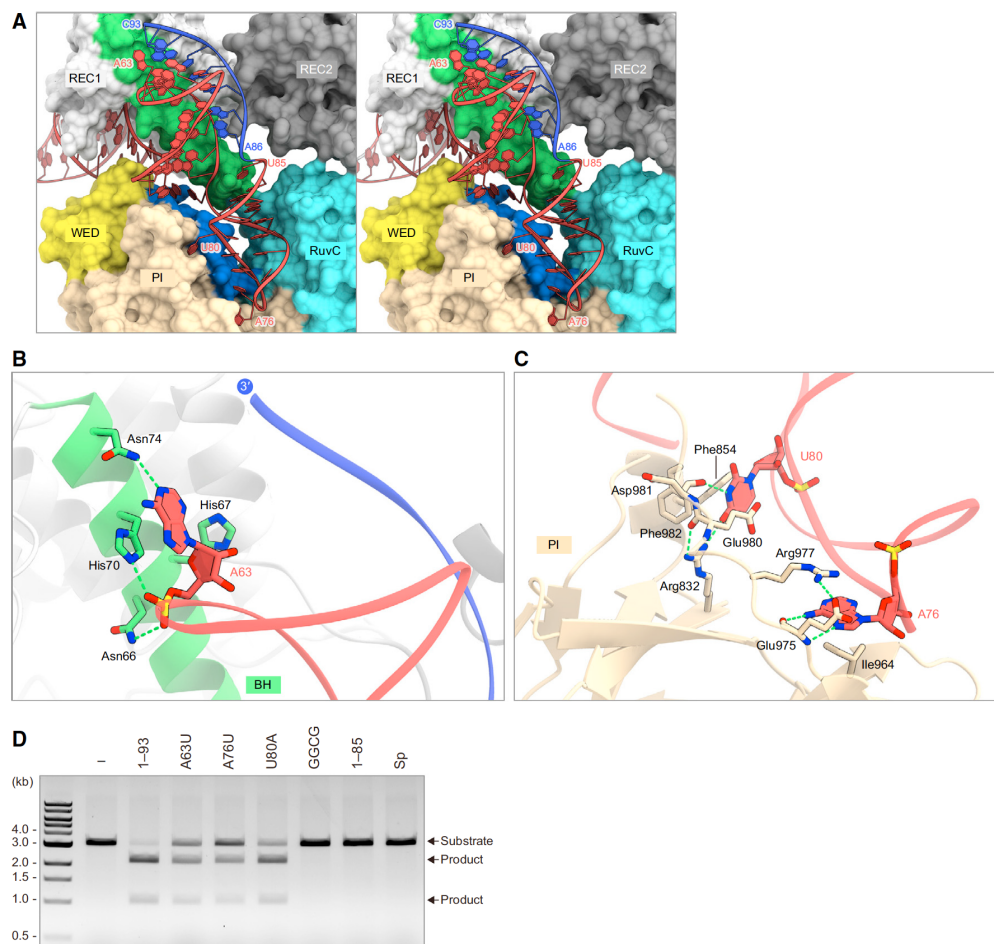 A
C93
A63
REC1
REC2
A86
U85
WED
U80
RuvC
PI
A76
C93
A63
REC1
REC2
A86
U85
WED
U80
RuvC
PI
A76
B
3′
Asn74
His67
His70
A63
Asn66
BH
C
Phe854
U80
Asp981
Phe982
Glu980
PI
Arg977
Arg832
A76
Glu975
Ile964
D
– 1–93 A63U A76U U80A GGCG 1–85 Sp
(kb)
4.0 -
3.0 - Substrate
2.0 - Product
1.5 -
1.0 - Product
0.5 -